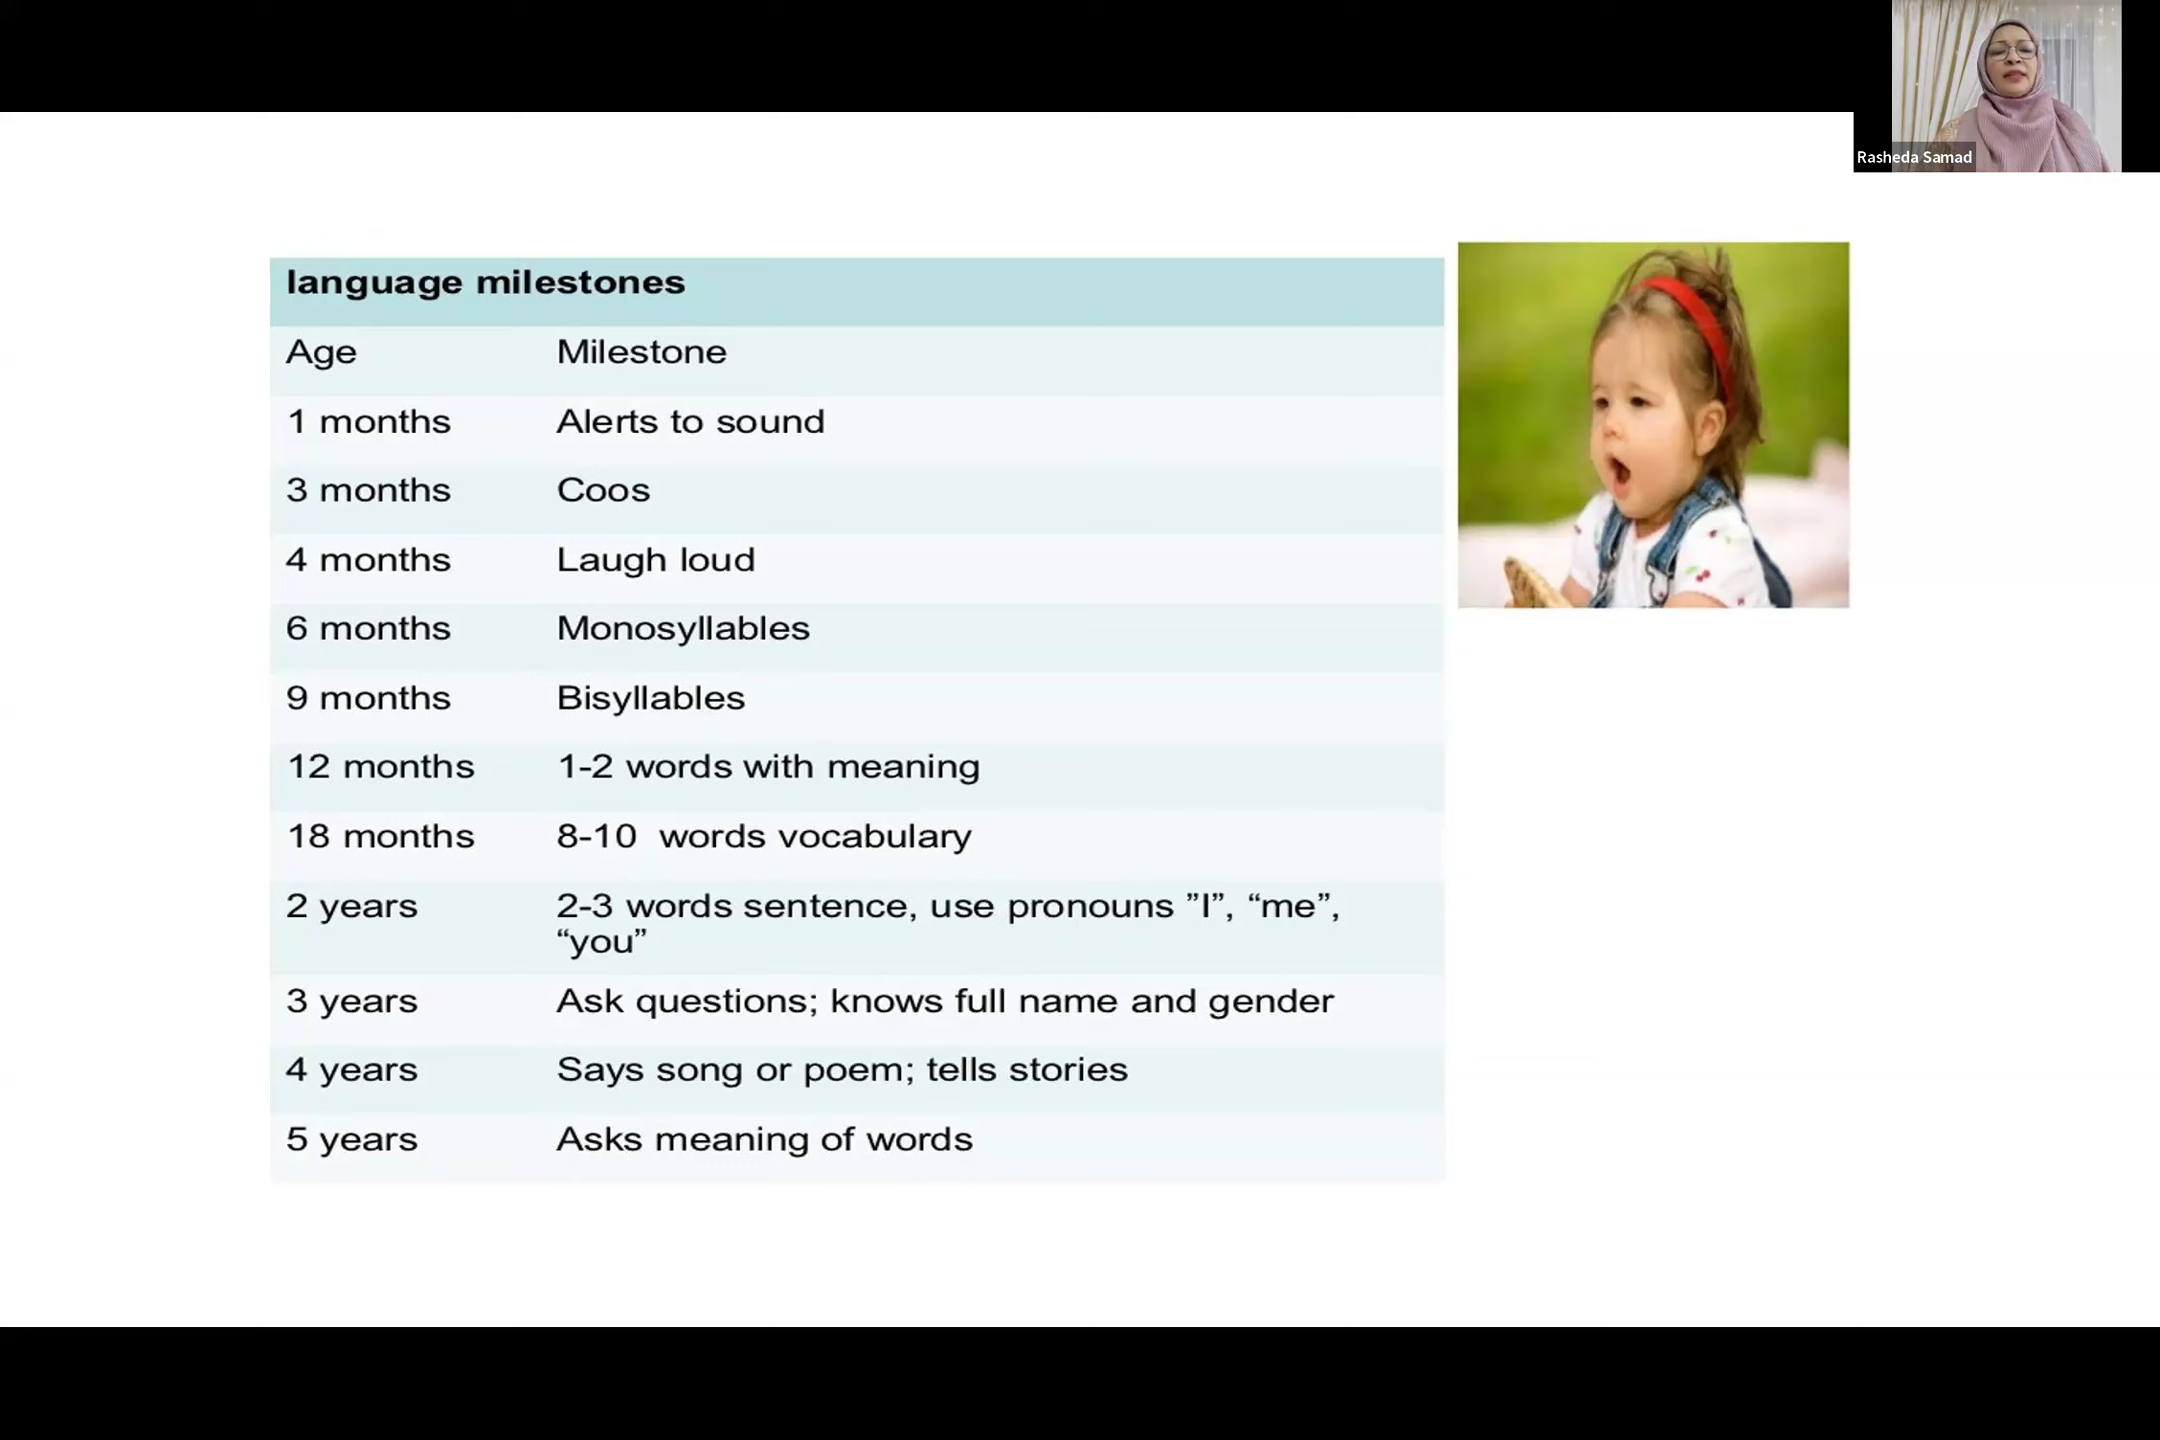 Rasheda Samad
language milestones
Age Milestone
1 months Alerts to sound
3 months Coos
4 months Laugh loud
6 months Monosyllables
9 months Bisyllables
12 months 1-2 words with meaning
18 months 8-10  words vocabulary
2 years 2-3 words sentence, use pronouns ”I”, “me”,
“you”
3 years Ask questions; knows full name and gender
4 years Says song or poem; tells stories
5 years Asks meaning of words